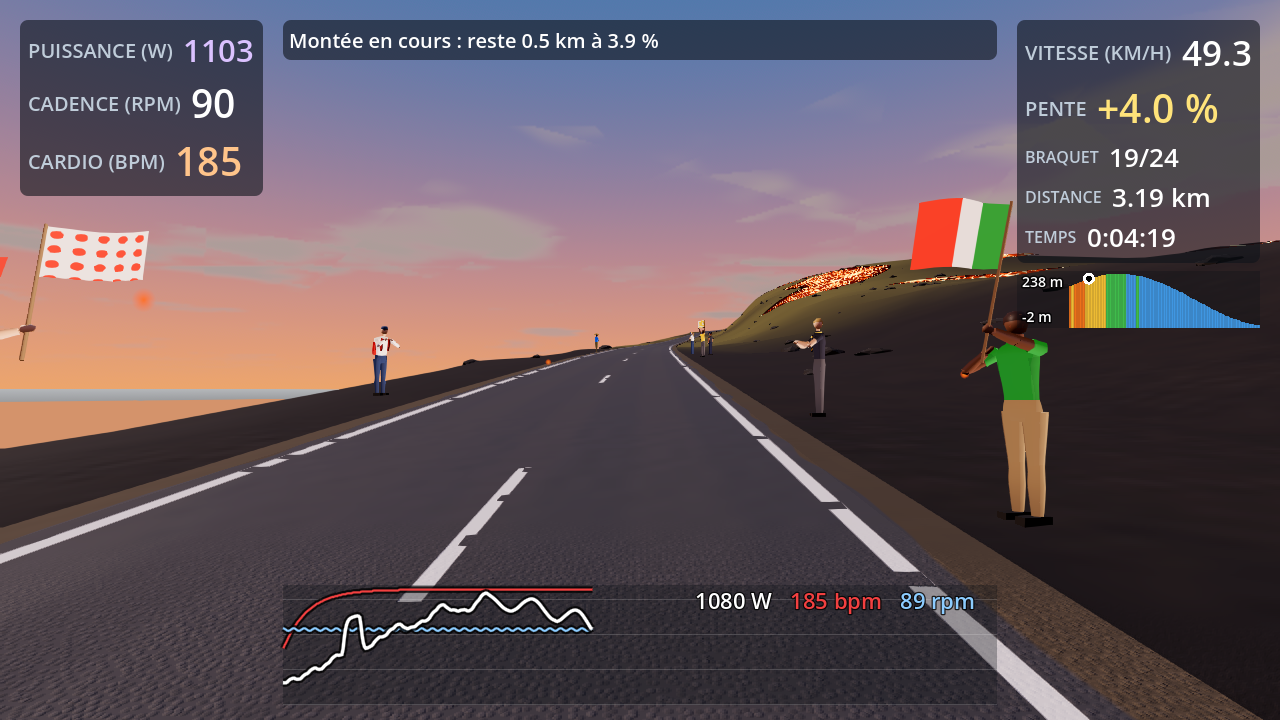 PUISSANCE (W) 1103
CADENCE (RPM) 90
CARDIO (BPM) 185
Montée en cours : reste 0.5 km à 3.9 %
VITESSE (KM/H) 49.3
PENTE +4.0 %
BRAQUET 19/24
DISTANCE 3.19 km
TEMPS 0:04:19
238 m
-2 m
1080 W 185 bpm 89 rpm